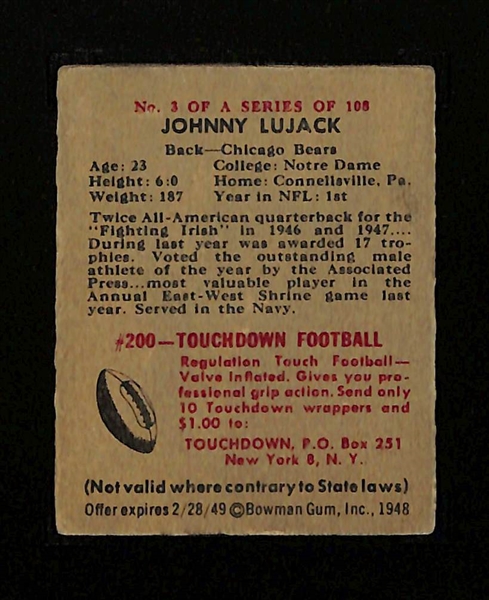 No. 3 OF A SERIES OF 108
JOHNNY LUJACK
Back—Chicago Bears
Age: 23 College: Notre Dame
Height: 6:0 Home: Connellsville, Pa.
Weight: 187 Year in NFL: 1st
Twice All-American quarterback for the
"Fighting Irish" in 1946 and 1947....
During last year was awarded 17 tro-
phies. Voted the outstanding male
athlete of the year by the Associated
Press...most valuable player in the
Annual East-West Shrine game last
year. Served in the Navy.
#200—TOUCHDOWN FOOTBALL
Regulation Touch Football—
Valve Inflated. Gives you pro-
fessional grip action. Send only
10 Touchdown wrappers and
$1.00 to:
TOUCHDOWN, P.O. Box 251
New York 8, N. Y.
(Not valid where contrary to State laws)
Offer expires 2/28/49 ©Bowman Gum, Inc., 1948